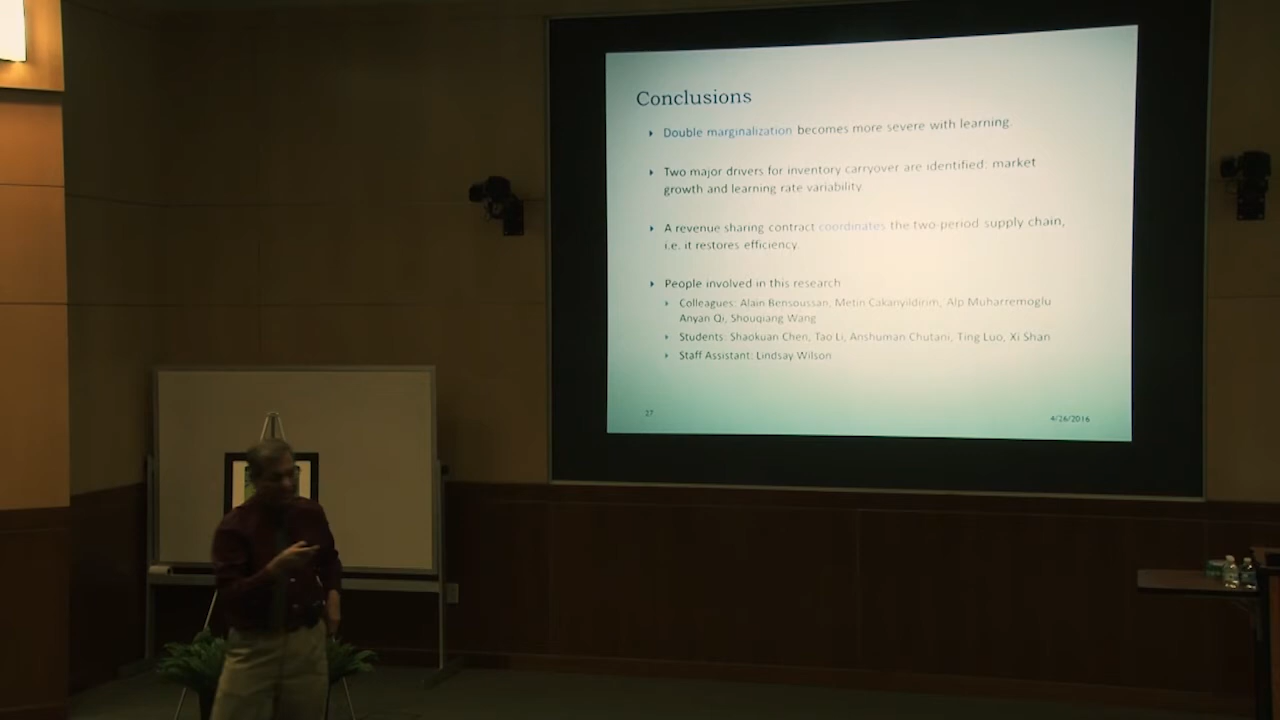 Conclusions
Double marginalization becomes more severe with learning.
Two major drivers for inventory carryover are identified: market
growth and learning rate variability
A revenue sharing contract coordinates the two-period supply chain,
i.e. it restores efficiency.
People involved in this research
Colleagues: Alain Bensoussan, Metin Cakanyildirim, Alp Muharremoglu
Anyan Qi, Shouqiang Wang
Students: Shaokuan Chen, Tao Li, Anshuman Chutani, Ting Luo, Xi Shan
Staff Assistant: Lindsay Wilson
27
4/26/2016